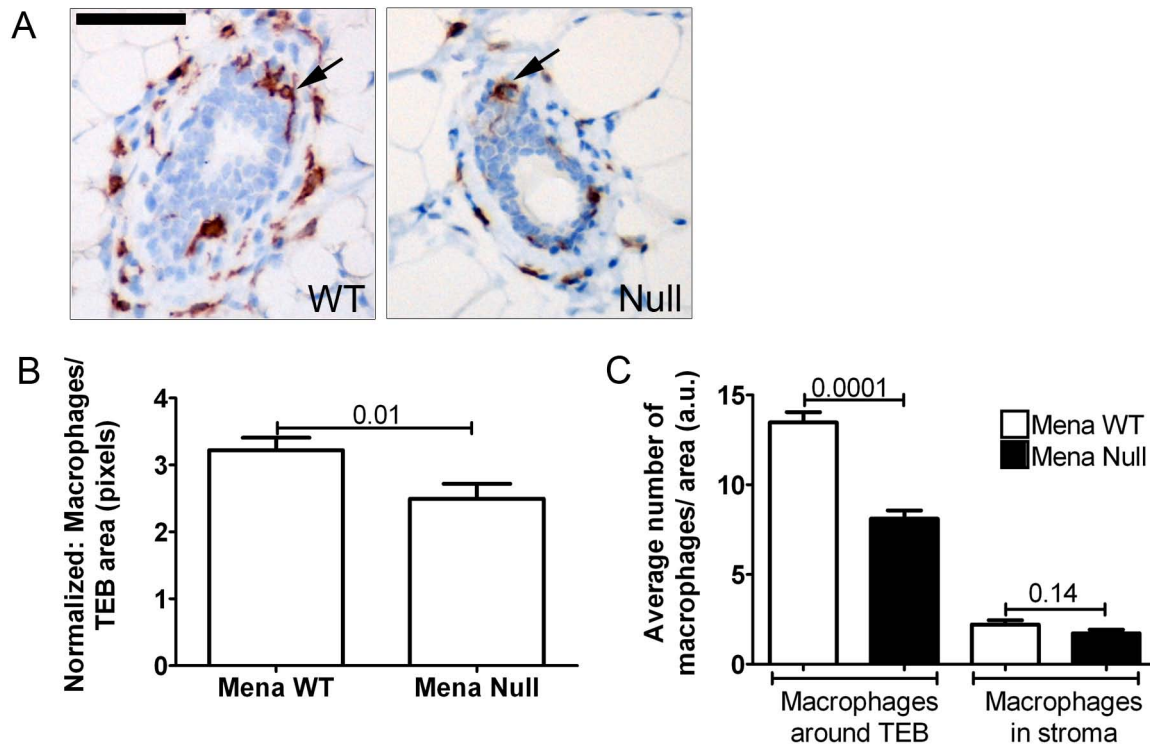 A
WT
Null
B
Normalized: Macrophages/
TEB area (pixels)
4
3
2
1
0
0.01
Mena WT
Mena Null
C
Average number of
macrophages/ area (a.u.)
15
10
5
0
0.0001
0.14
Mena WT
Mena Null
Macrophages
around TEB
Macrophages
in stroma